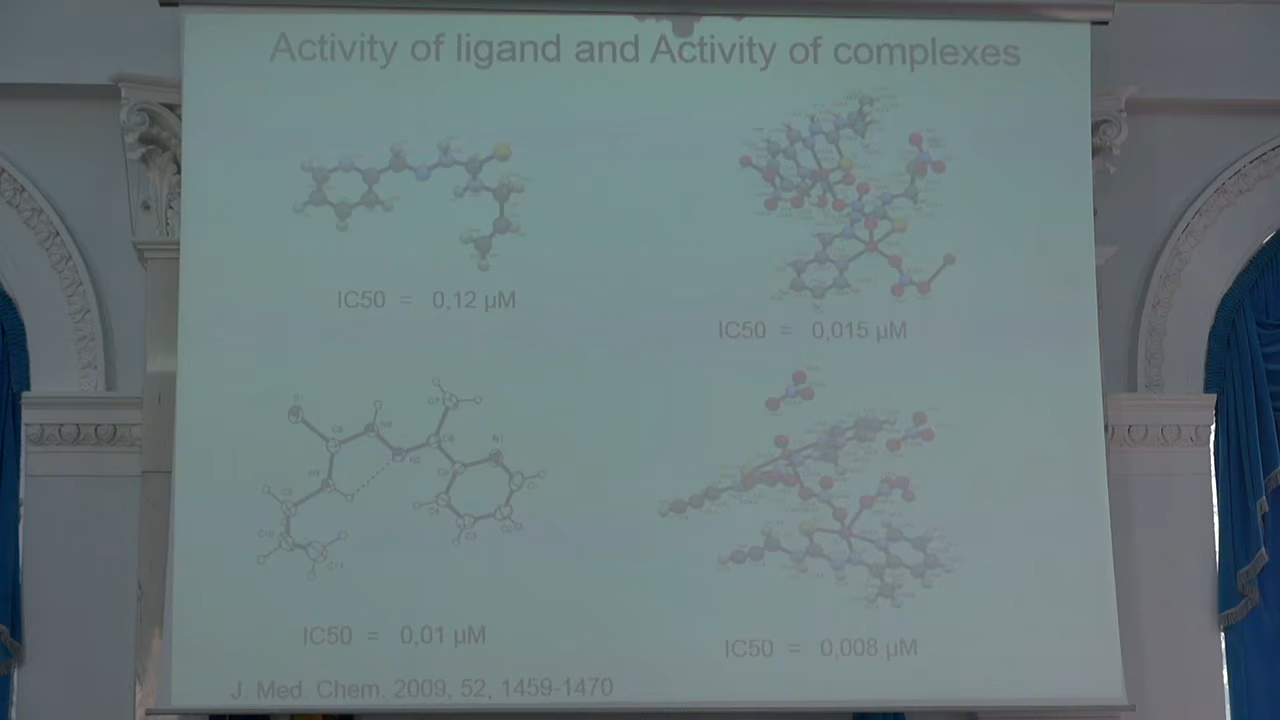 Activity of ligand and Activity of complexes
IC50 = 0,12 µM
IC50 = 0,015 µM
IC50 = 0,01 µM
IC50 = 0,008 µM
J. Med. Chem. 2009, 52, 1459-1470